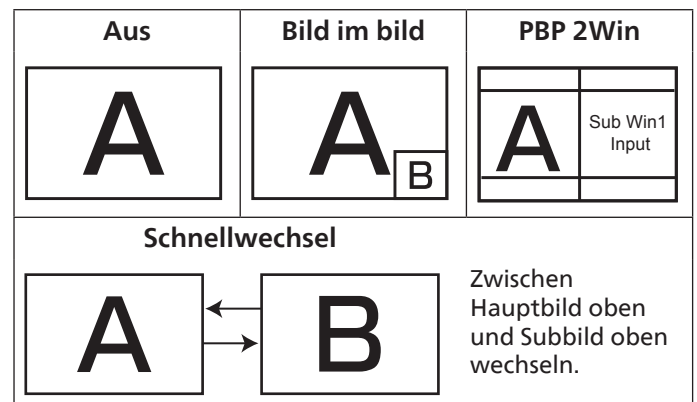 Aus
Bild im bild
PBP 2Win
A
A
B
A
Sub Win1
Input
Schnellwechsel
A
B
Zwischen
Hauptbild oben
und Subbild oben
wechseln.